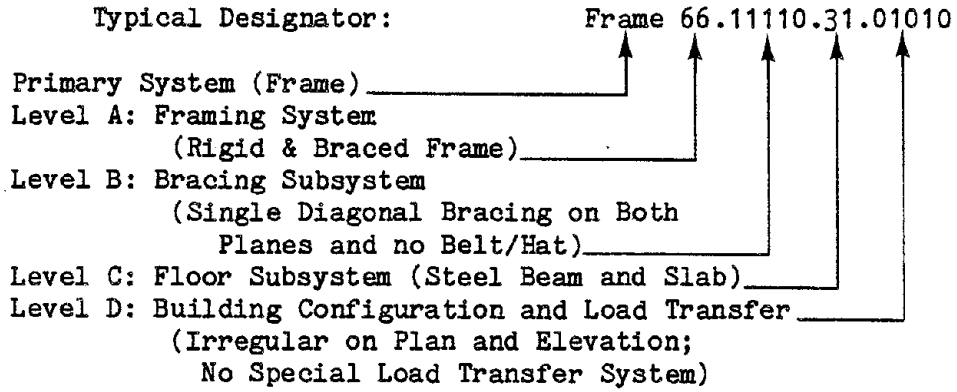 Typical Designator: Frame 66.11110.31.01010
Primary System (Frame)
Level A: Framing System
(Rigid & Braced Frame)
Level B: Bracing Subsystem
(Single Diagonal Bracing on Both
Planes and no Belt/Hat)
Level C: Floor Subsystem (Steel Beam and Slab)
Level D: Building Configuration and Load Transfer
(Irregular on Plan and Elevation;
No Special Load Transfer System)